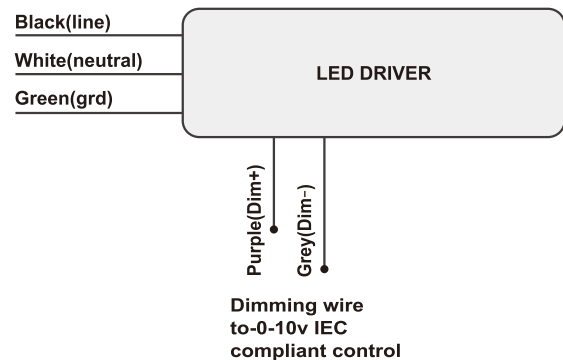 Black(line)
White(neutral)
Green(grd)
LED DRIVER
Purple(Dim+)
Grey(Dim-)
Dimming wire
to-0-10v IEC
compliant control